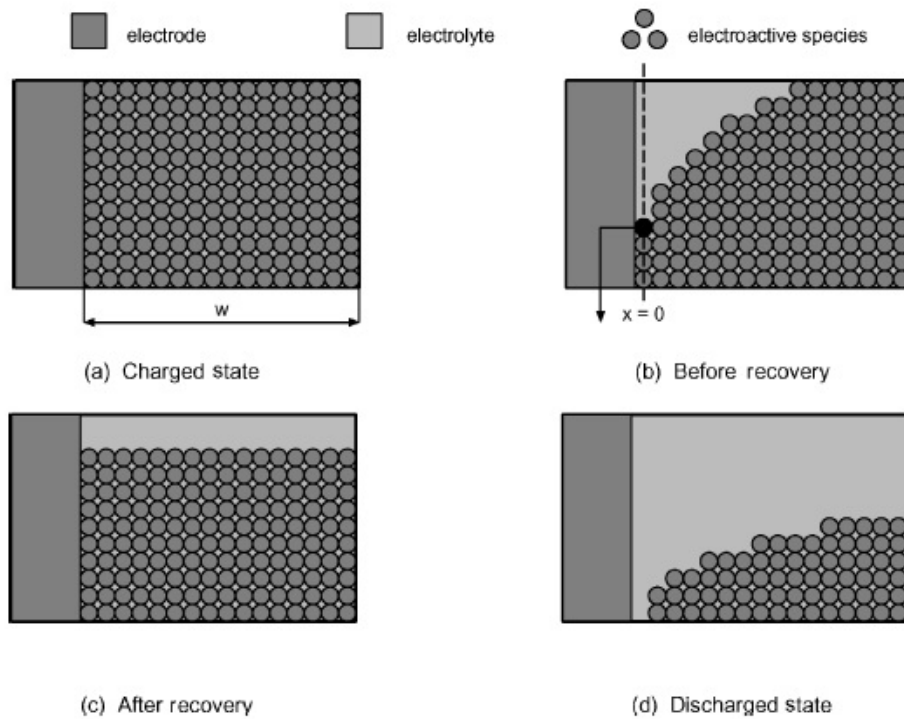 electrode
electrolyte
electroactive species
w
x = 0
(a) Charged state
(b) Before recovery
(c) After recovery
(d) Discharged state